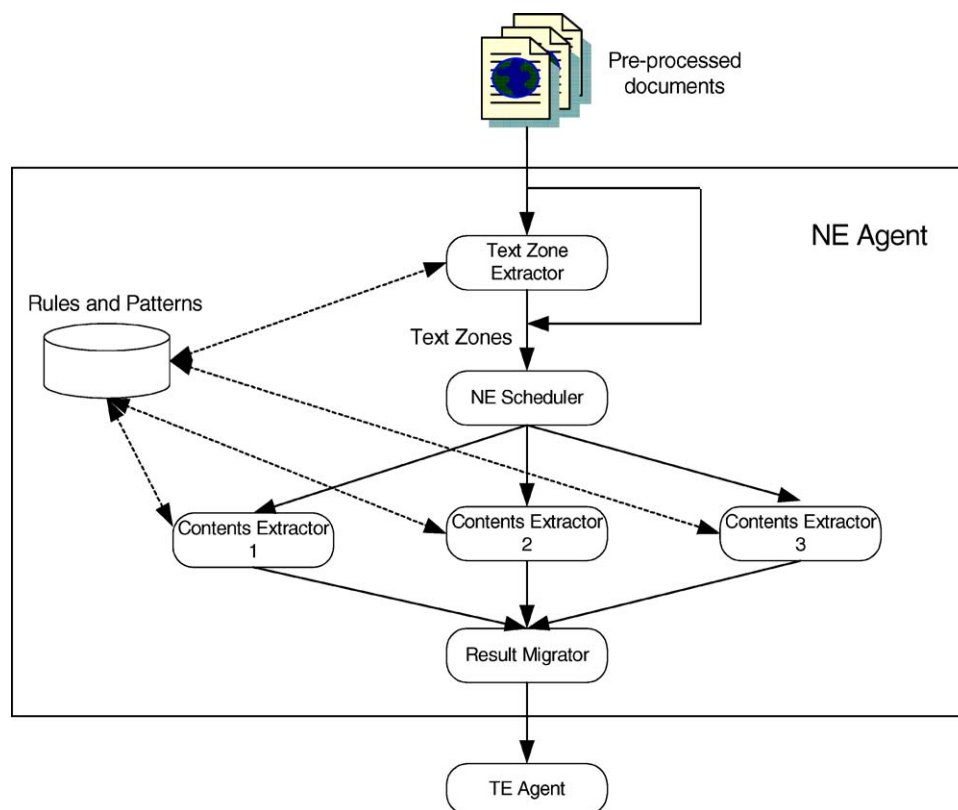 Pre-processed
documents
NE Agent
Text Zone
Extractor
Rules and Patterns
Text Zones
NE Scheduler
Contents Extractor
1
Contents Extractor
2
Contents Extractor
3
Result Migrator
TE Agent